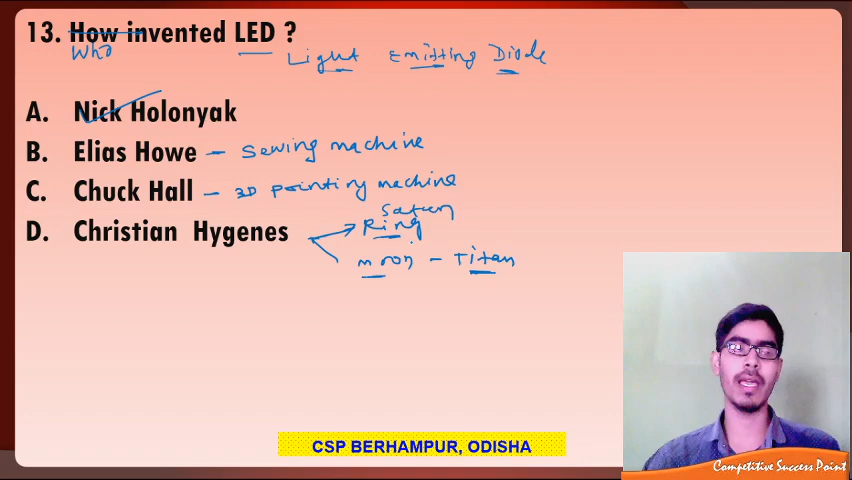 13. How invented LED ?
Who
Light Emitting Diode
A. Nick Holonyak
B. Elias Howe – Sewing machine
C. Chuck Hall – 3D printing machine
Saturn
D. Christian Hygenes Ring
moon – Titan
CSP BERHAMPUR, ODISHA
Competitive Success Point